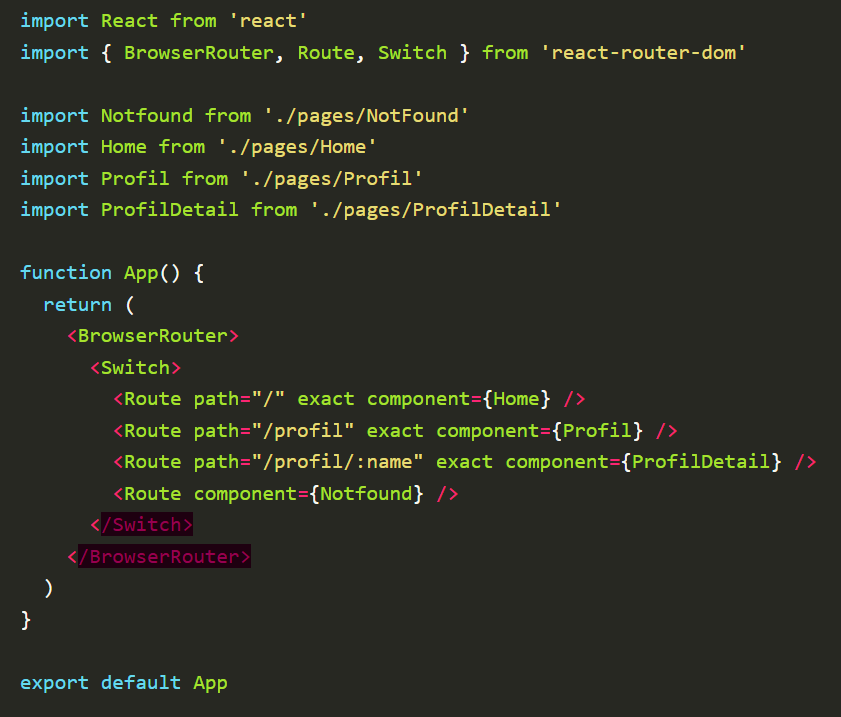 import React from 'react'
import { BrowserRouter, Route, Switch } from 'react-router-dom'

import Notfound from './pages/NotFound'
import Home from './pages/Home'
import Profil from './pages/Profil'
import ProfilDetail from './pages/ProfilDetail'

function App() {
  return (
    <BrowserRouter>
      <Switch>
        <Route path="/" exact component={Home} />
        <Route path="/profil" exact component={Profil} />
        <Route path="/profil/:name" exact component={ProfilDetail} />
        <Route component={Notfound} />
      </Switch>
    </BrowserRouter>
  )
}

export default App